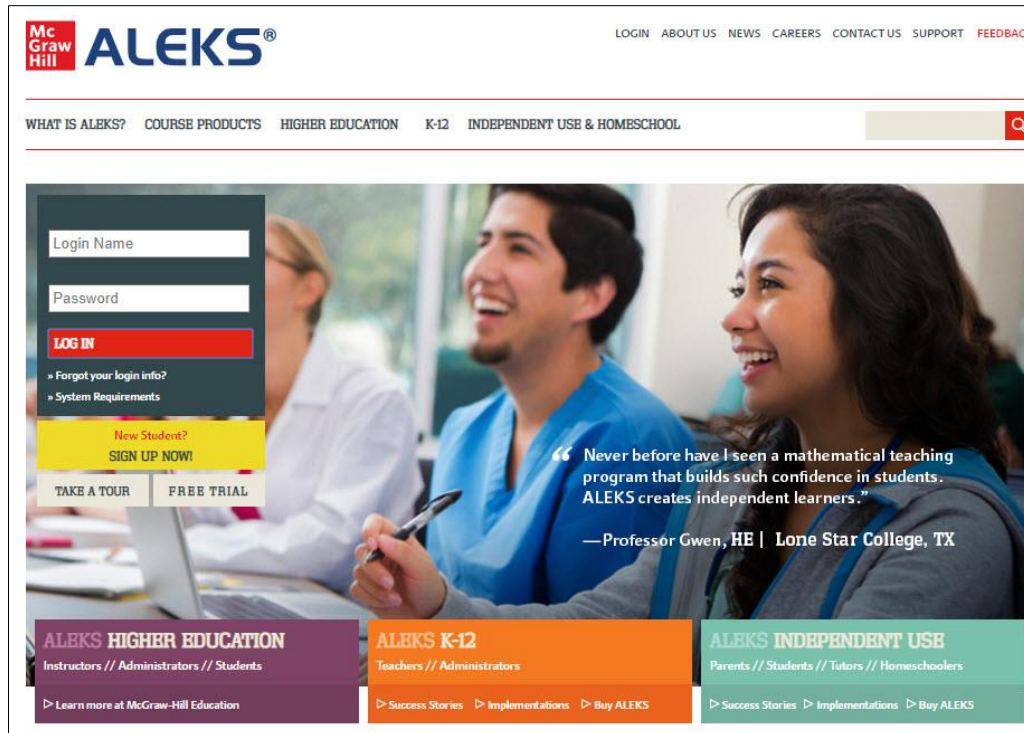 Mc
Graw
Hill
ALEKS®
LOGIN ABOUT US NEWS CAREERS CONTACT US SUPPORT FEEDBAC
WHAT IS ALEKS? COURSE PRODUCTS HIGHER EDUCATION K-12 INDEPENDENT USE & HOMESCHOOL
Login Name
Password
LOG IN
» Forgot your login info?
» System Requirements
New Student?
SIGN UP NOW!
TAKE A TOUR FREE TRIAL
“ Never before have I seen a mathematical teaching
program that builds such confidence in students.
ALEKS creates independent learners.”
—Professor Gwen, HE | Lone Star College, TX
ALEKS HIGHER EDUCATION
Instructors // Administrators // Students
▷ Learn more at McGraw-Hill Education
ALEKS K-12
Teachers // Administrators
▷ Success Stories ▷ Implementations ▷ Buy ALEKS
ALEKS INDEPENDENT USE
Parents // Students // Tutors // Homeschoolers
▷ Success Stories ▷ Implementations ▷ Buy ALEKS